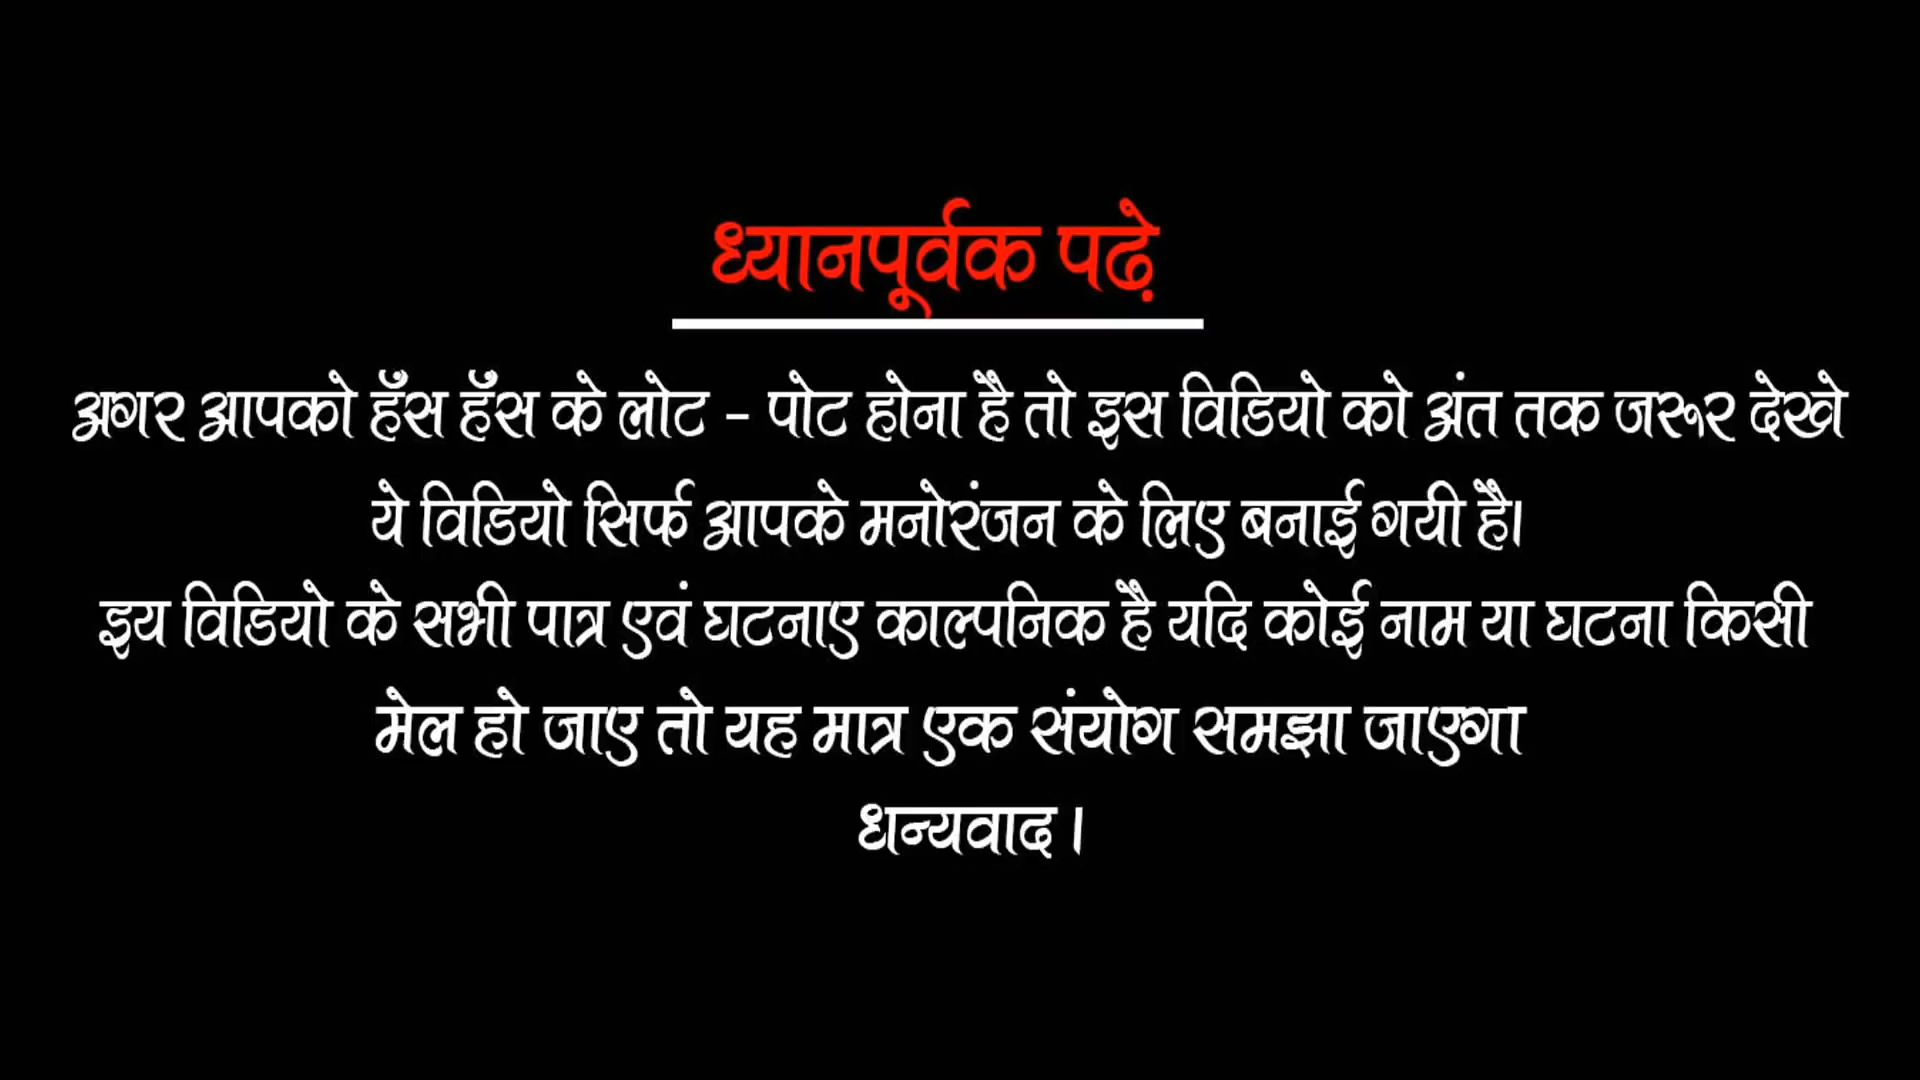 ध्यानपूर्वक पढ़े
अगर आपको हँस हँस के लोट - पोट होना है तो इस विडियो को अंत तक जरूर देखे
ये विडियो सिर्फ आपके मनोरंजन के लिए बनाई गयी है।
इय विडियो के सभी पात्र एवं घटनाए काल्पनिक है यदि कोई नाम या घटना किसी
मेल हो जाए तो यह मात्र एक संयोग समझा जाएगा
धन्यवाद ।